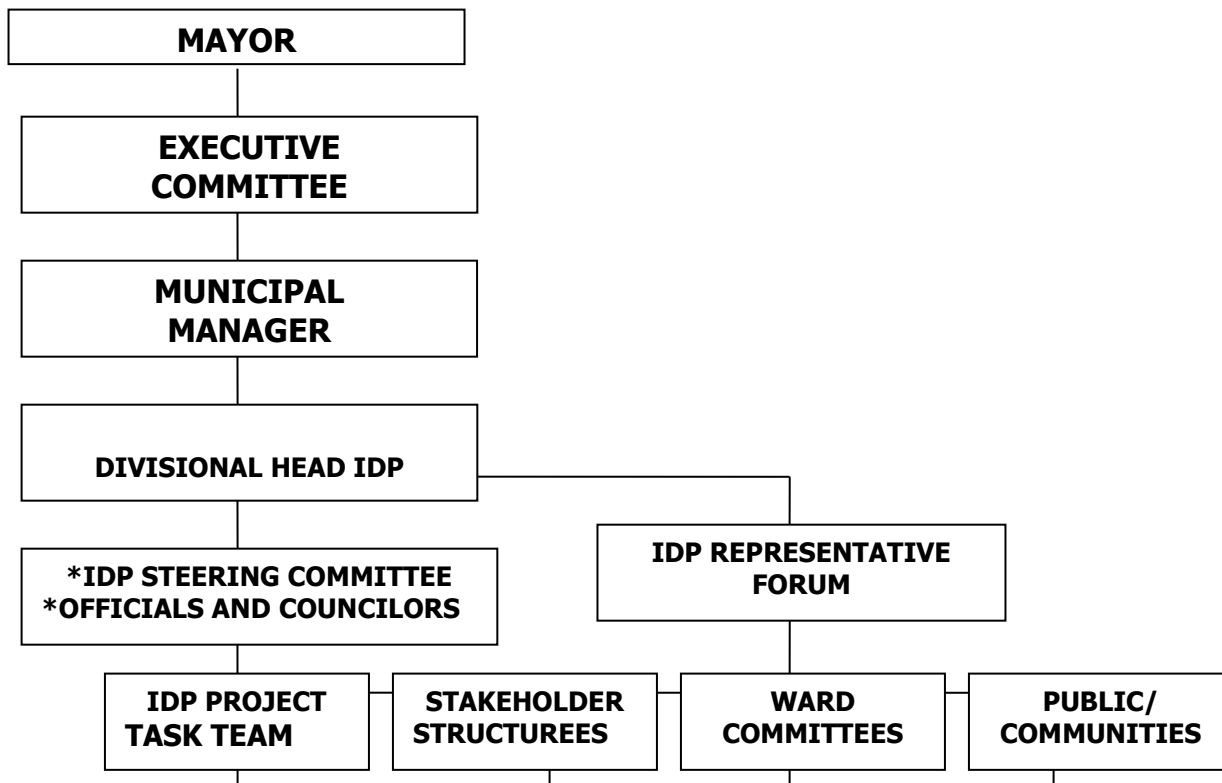 MAYOR
EXECUTIVE
COMMITTEE
MUNICIPAL
MANAGER
DIVISIONAL HEAD IDP
*IDP STEERING COMMITTEE
*OFFICIALS AND COUNCILORS
IDP REPRESENTATIVE
FORUM
IDP PROJECT
TASK TEAM
STAKEHOLDER
STRUCTUREES
WARD
COMMITTEES
PUBLIC/
COMMUNITIES